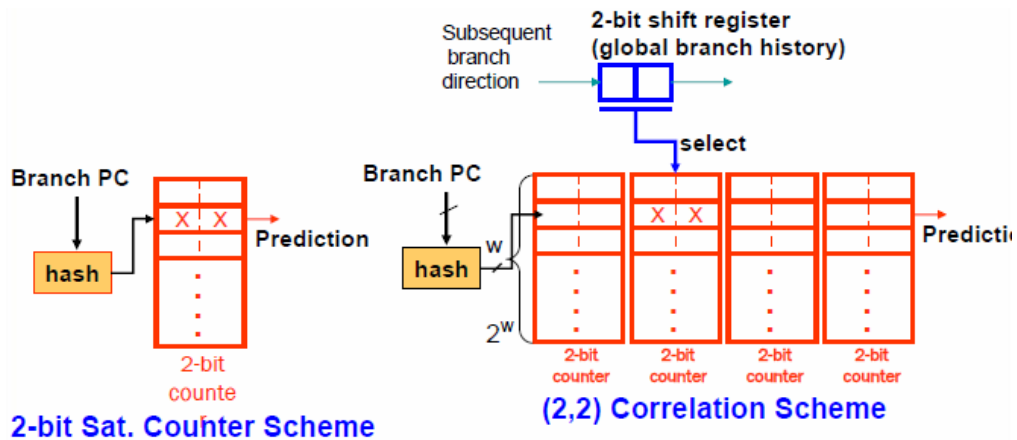 Subsequent
branch
direction
2-bit shift register
(global branch history)
select
Branch PC
hash
X X
Prediction
2-bit
counte
2-bit Sat. Counter Scheme
Branch PC
hash
w
2^w
X X
Predictio
2-bit
counter
2-bit
counter
2-bit
counter
2-bit
counter
(2,2) Correlation Scheme